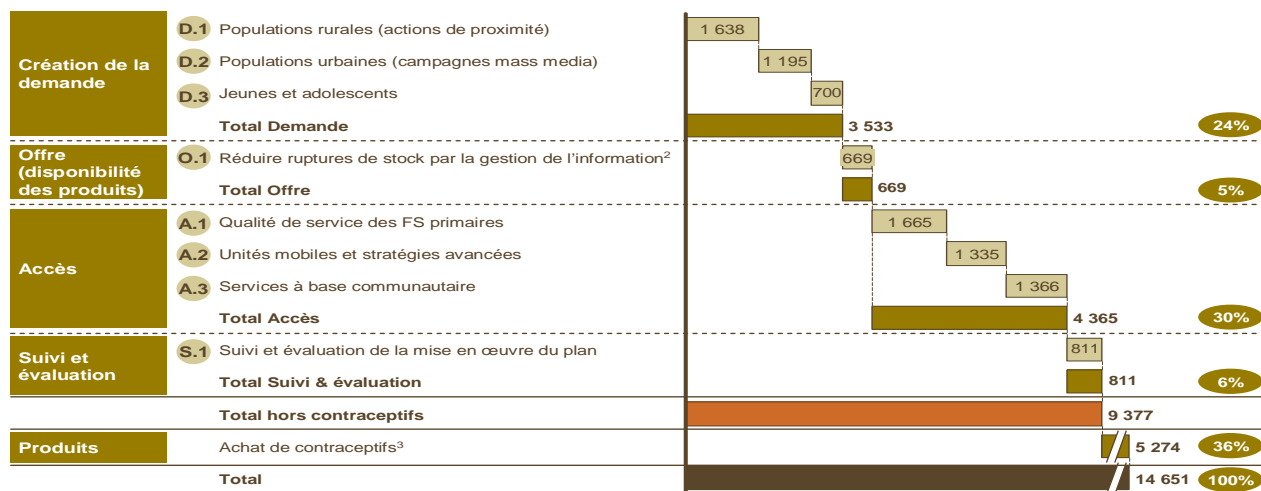 Création de la
demande
D.1 Populations rurales (actions de proximité) 1 638
D.2 Populations urbaines (campagnes mass media) 1 195
D.3 Jeunes et adolescents 700
Total Demande 3 533 24%
Offre
(disponibilité
des produits)
O.1 Réduire ruptures de stock par la gestion de l’information² 669
Total Offre 669 5%
Accès
A.1 Qualité de service des FS primaires 1 665
A.2 Unités mobiles et stratégies avancées 1 335
A.3 Services à base communautaire 1 366
Total Accès 4 365 30%
Suivi et
évaluation
S.1 Suivi et évaluation de la mise en œuvre du plan 811
Total Suivi & évaluation 811 6%
Total hors contraceptifs 9 377
Produits Achat de contraceptifs³ 5 274 36%
Total 14 651 100%